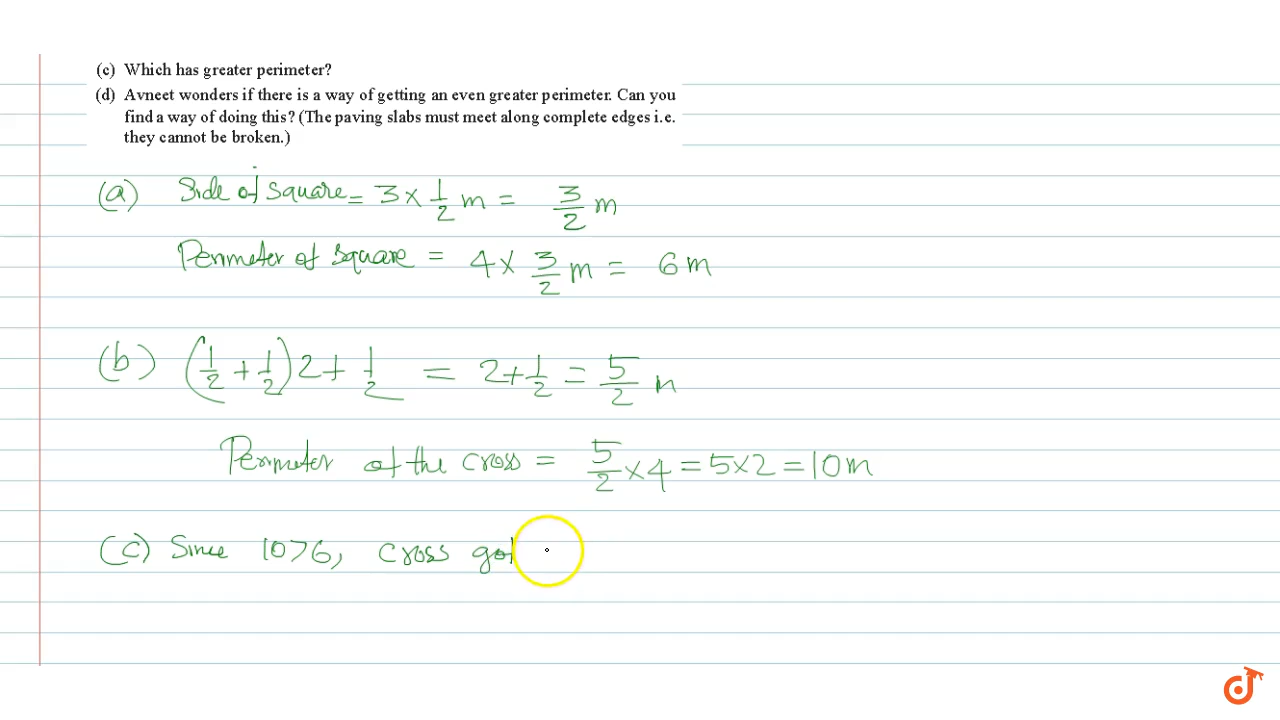 (c) Which has greater perimeter?
(d) Avneet wonders if there is a way of getting an even greater perimeter. Can you
find a way of doing this? (The paving slabs must meet along complete edges i.e.
they cannot be broken.)
(a) Side of square = 3 × 1/2 m = 3/2 m
Perimeter of square = 4 × 3/2 m = 6 m
(b) (1/2 + 1/2) 2 + 1/2 = 2 + 1/2 = 5/2 m
Perimeter of the cross = 5/2 × 4 = 5 × 2 = 10 m
(c) Since 10 > 6, cross